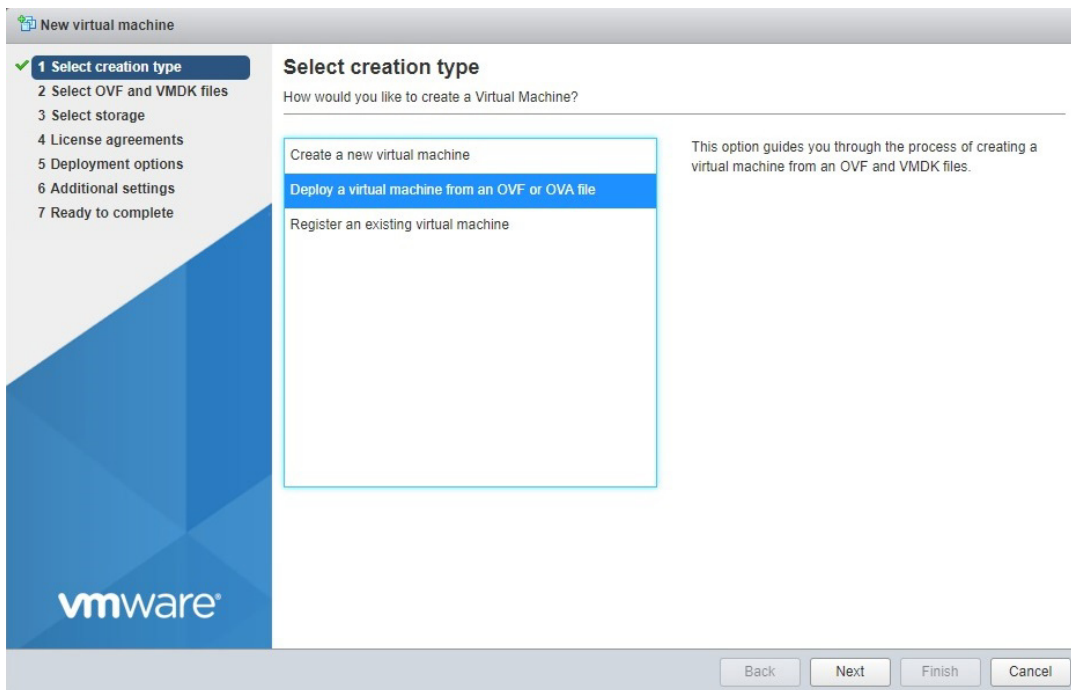 New virtual machine
1 Select creation type
2 Select OVF and VMDK files
3 Select storage
4 License agreements
5 Deployment options
6 Additional settings
7 Ready to complete
Select creation type
How would you like to create a Virtual Machine?
Create a new virtual machine
Deploy a virtual machine from an OVF or OVA file
Register an existing virtual machine
This option guides you through the process of creating a
virtual machine from an OVF and VMDK files.
vmware®
Back Next Finish Cancel